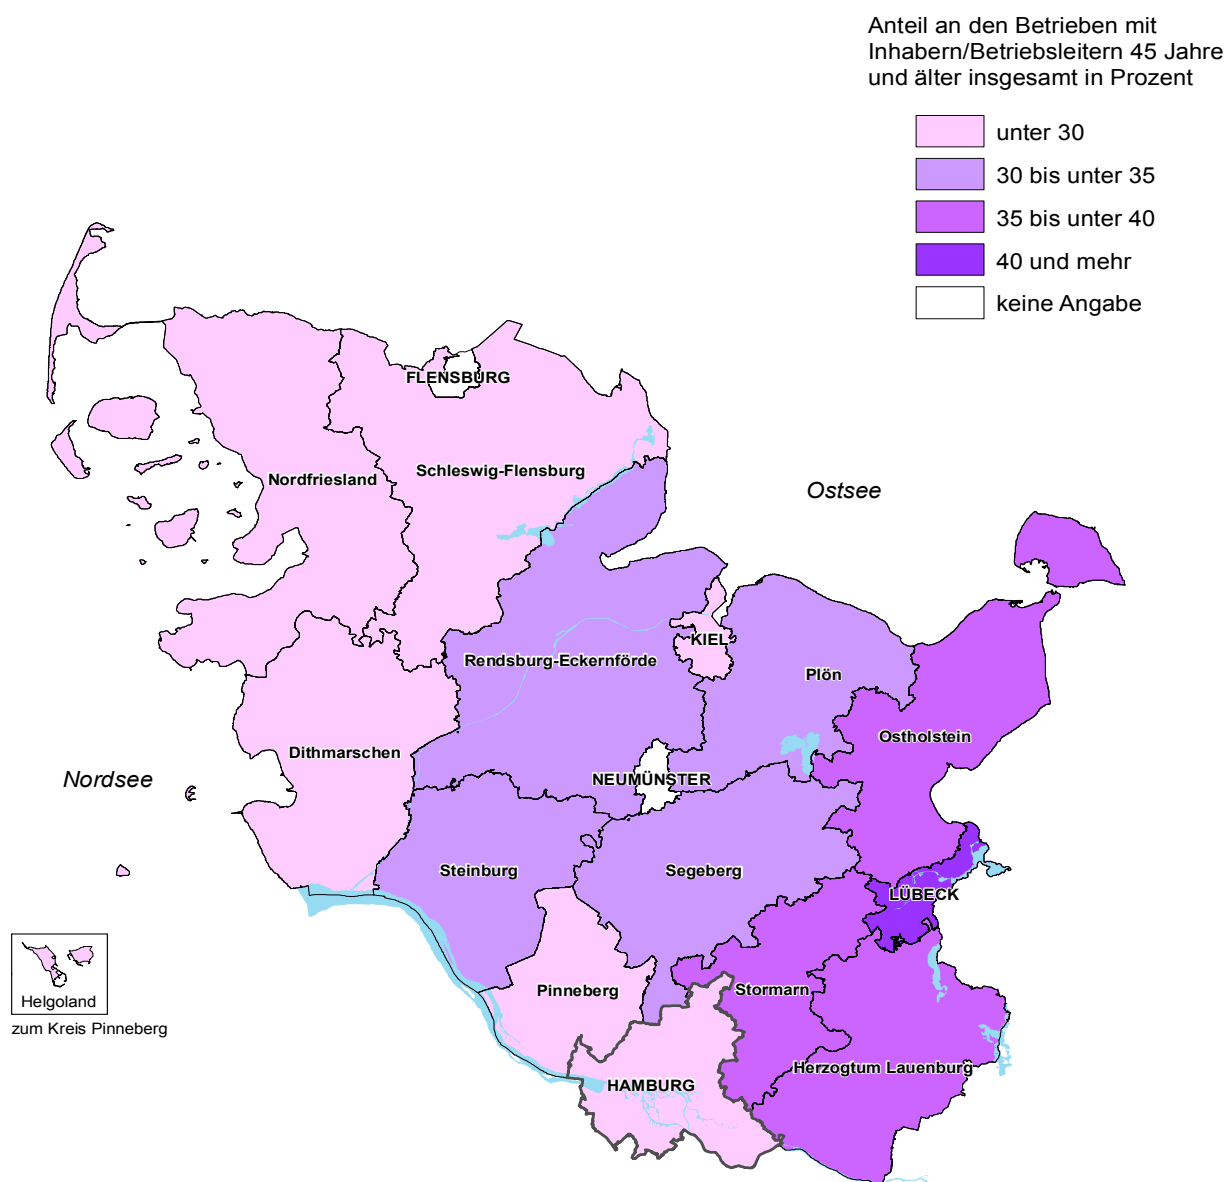 Anteil an den Betrieben mit
Inhabern/Betriebsleitern 45 Jahre
und älter insgesamt in Prozent
unter 30
30 bis unter 35
35 bis unter 40
40 und mehr
keine Angabe
FLENSBURG
Nordfriesland
Schleswig-Flensburg
Ostsee
KIEL
Rendsburg-Eckernförde
Plön
Ostholstein
Dithmarschen
Nordsee
NEUMÜNSTER
Steinburg
Segeberg
LÜBECK
Pinneberg
Stormarn
Helgoland
zum Kreis Pinneberg
Herzogtum Lauenburg
HAMBURG